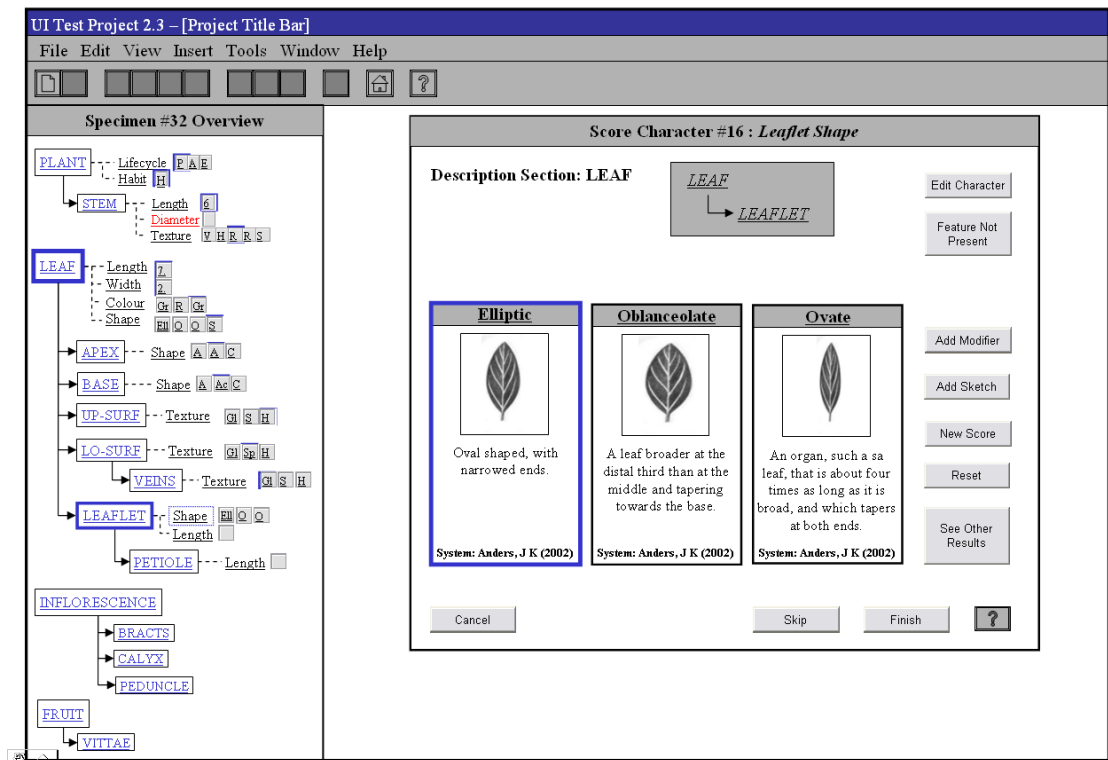 UI Test Project 2.3 – [Project Title Bar]
File Edit View Insert Tools Window Help
?
Specimen #32 Overview
PLANT Lifecycle P A E
Habit H
STEM Length 6
Diameter
Texture V H R R S
LEAF Length 7.
Width 2.
Colour Gr R Gr
Shape Ell O O S
APEX Shape A A C
BASE Shape A Ac C
UP-SURF Texture Gl S H
LO-SURF Texture Gl Sp H
VEINS Texture Gl S H
LEAFLET Shape Ell O O
Length
PETIOLE Length
INFLORESCENCE
BRACTS
CALYX
PEDUNCLE
FRUIT
VITTAE
Score Character #16 : Leaflet Shape
Description Section: LEAF
LEAF
LEAFLET
Edit Character
Feature Not
Present
Elliptic
Oval shaped, with
narrowed ends.
System: Anders, J K (2002)
Oblanceolate
A leaf broader at the
distal third than at the
middle and tapering
towards the base.
System: Anders, J K (2002)
Ovate
An organ, such a sa
leaf, that is about four
times as long as it is
broad, and which tapers
at both ends.
System: Anders, J K (2002)
Add Modifier
Add Sketch
New Score
Reset
See Other
Results
Cancel
Skip
Finish
?